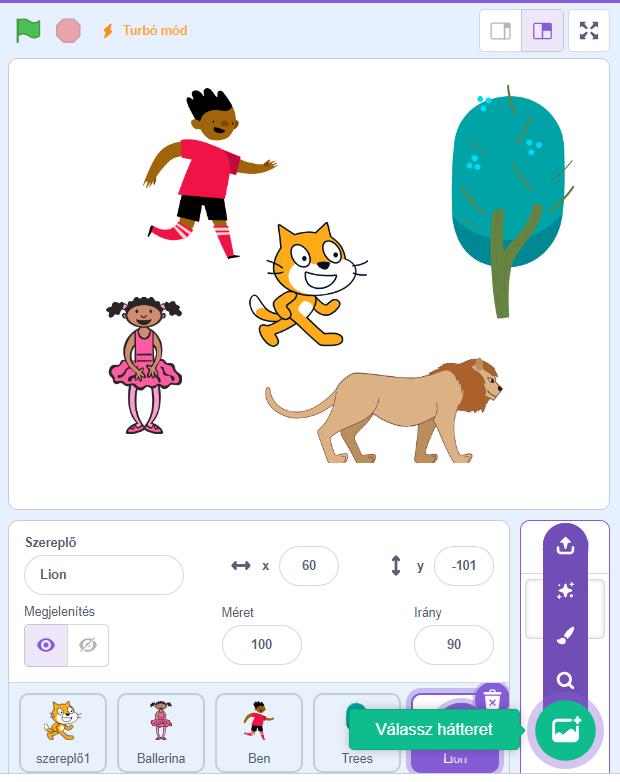 Turbó mód
Szereplő
Lion
x 60
y -101
Megjelenítés
Méret
Irány
100
90
Válassz hátteret
szereplő1
Ballerina
Ben
Trees
Lion